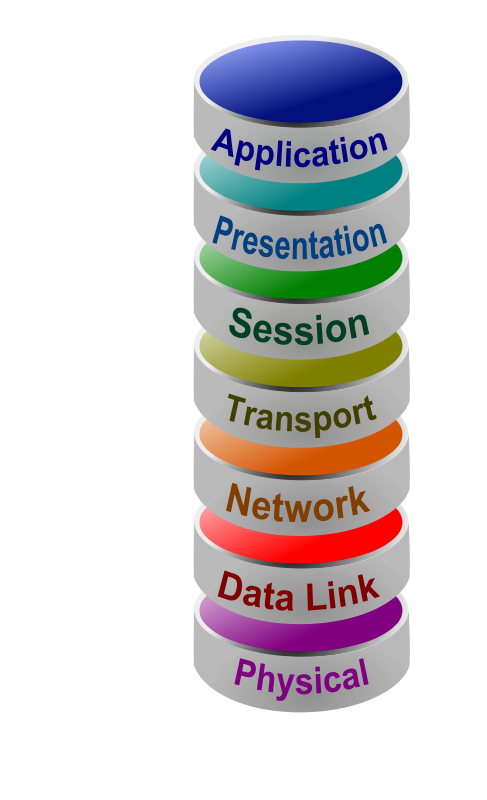 Application
Presentation
Session
Transport
Network
Data Link
Physical